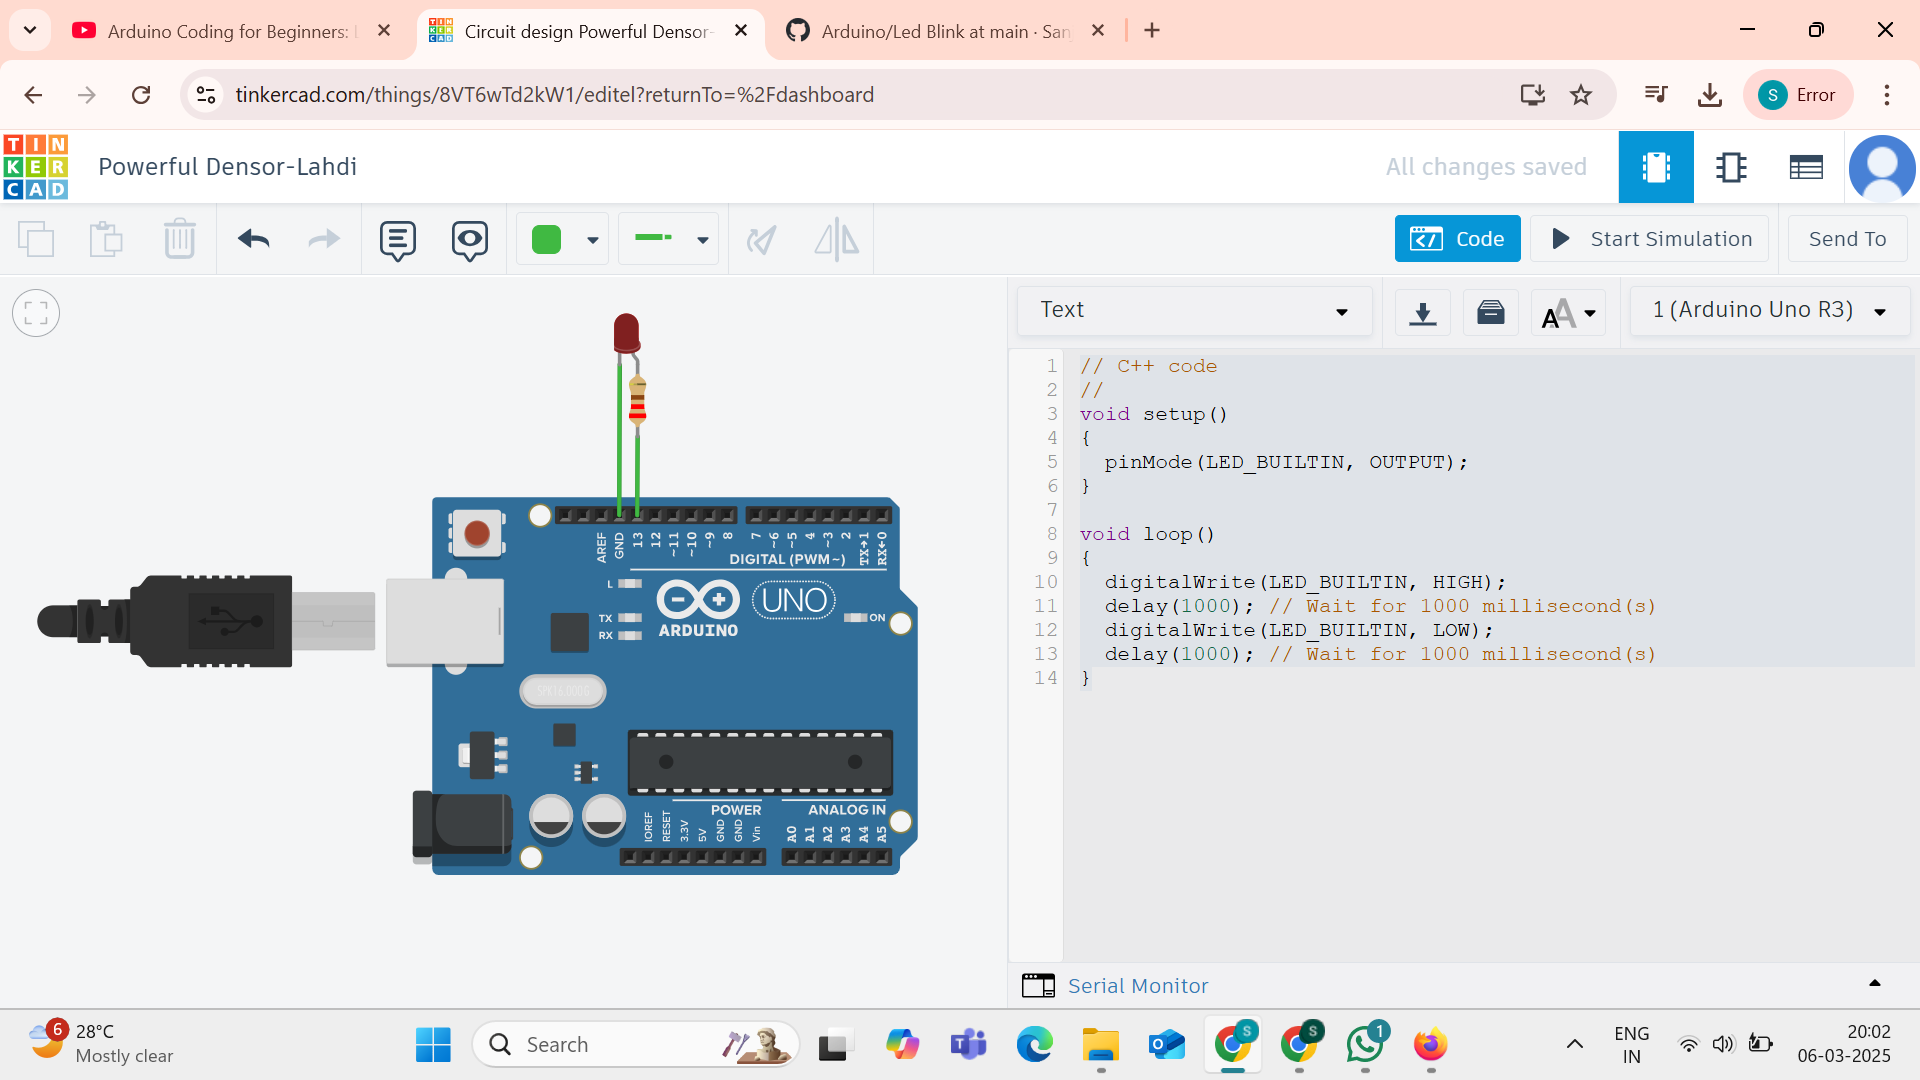 Arduino Coding for Beginners:
Circuit design Powerful Densor-
Arduino/Led Blink at main · San
tinkercad.com/things/8VT6wTd2kW1/editel?returnTo=%2Fdashboard
S
Error
TIN
KER
CAD
Powerful Densor-Lahdi
All changes saved
Code
Start Simulation
Send To
Text
AA
1 (Arduino Uno R3)
1 // C++ code
2 //
3 void setup()
4 {
5 pinMode(LED_BUILTIN, OUTPUT);
6 }
7
8 void loop()
9 {
10 digitalWrite(LED_BUILTIN, HIGH);
11 delay(1000); // Wait for 1000 millisecond(s)
12 digitalWrite(LED_BUILTIN, LOW);
13 delay(1000); // Wait for 1000 millisecond(s)
14 }
AREF
GND
13
12
~11
~10
~9
8
7
~6
~5
4
~3
2
TX→1
RX←0
DIGITAL (PWM~)
L
TX
RX
UNO
ARDUINO
ON
SPK16.000G
POWER
ANALOG IN
IOREF
RESET
3.3V
5V
GND
GND
Vin
A0
A1
A2
A3
A4
A5
Serial Monitor
6
28°C
Mostly clear
Search
S
S
1
ENG
IN
20:02
06-03-2025